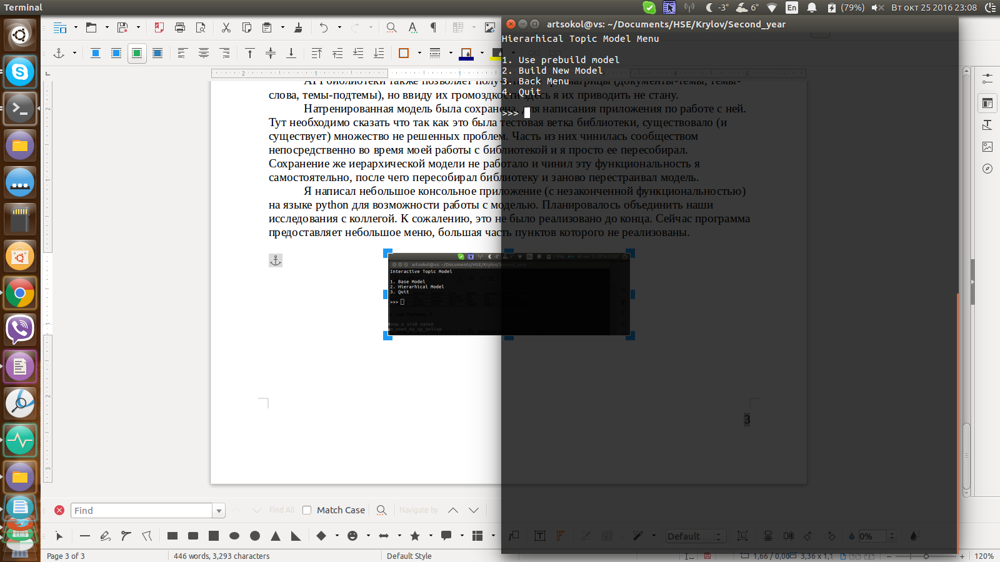 Terminal
-3°
6°
En
(79%)
Вт окт 25 2016 23:08
artsokol@vs: ~/Documents/HSE/Krylov/Second_year
Hierarhical Topic Model Menu
1. Use prebuild model
2. Build New Model
3. Back Menu
4. Quit
>>>
слова, темы-подтемы), но ввиду их громоздкости здесь я их приводить не стану.
Натренированная модель была сохранена, для написания приложения по работе с ней.
Тут необходимо сказать что так как это была тестовая ветка библиотеки, существовало (и
существует) множество не решенных проблем. Часть из них чинилась сообществом
непосредственно во время моей работы с библиотекой и я просто ее пересобирал.
Сохранение же иерархической модели не работало и чинил эту функциональность я
самостоятельно, после чего пересобирал библиотеку и заново перестраивал модель.
Я написал небольшое консольное приложение (с незаконченной функциональностью)
на языке python для возможности работы с моделью. Планировалось объединить наши
исследования с коллегой. К сожалению, это не было реализовано до конца. Сейчас программа
предоставляет небольшое меню, большая часть пунктов которого не реализованы.
artsokol@vs: ~/Documents/HSE/Krylov/Second_year
Interactive Topic Model
1. Base Model
2. Hierarhical Model
3. Quit
>>>
3
Find
Find All
Match Case
Navigate by
Default
0%
Page 3 of 3
446 words, 3,293 characters
Default Style
1,66 / 0,00
3,36 x 1,1
120%